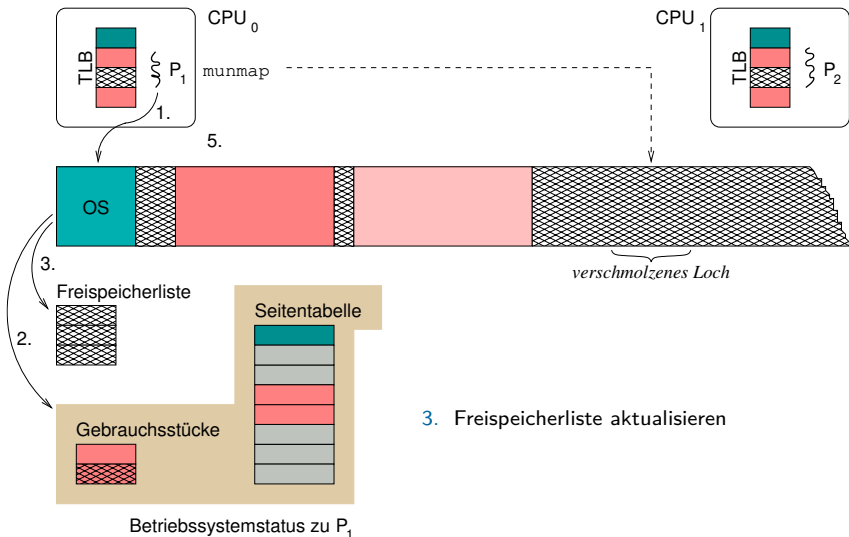 CPU 0
CPU 1
TLB
P1
munmap
TLB
P2
1.
5.
OS
3.
verschmolzenes Loch
Freispeicherliste
Seitentabelle
2.
3. Freispeicherliste aktualisieren
Gebrauchsstücke
Betriebssystemstatus zu P1